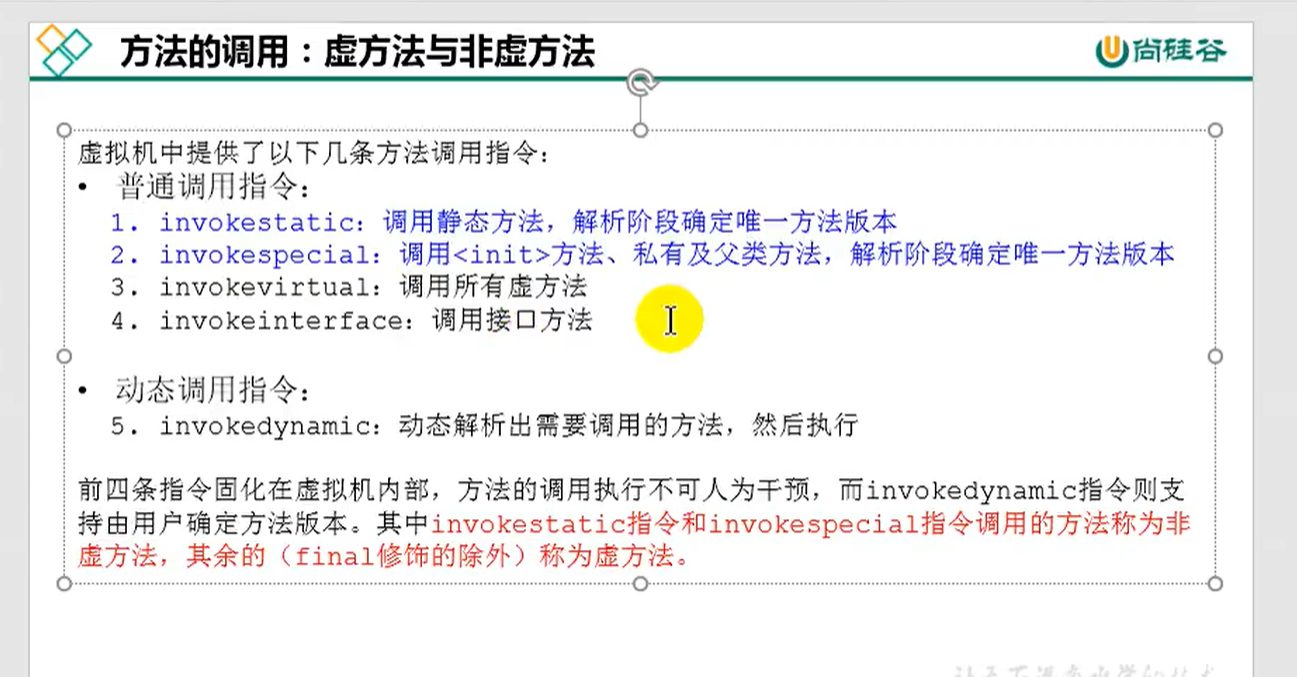 方法的调用：虚方法与非虚方法
尚硅谷
虚拟机中提供了以下几条方法调用指令：
• 普通调用指令：
1. invokestatic：调用静态方法，解析阶段确定唯一方法版本
2. invokespecial：调用<init>方法、私有及父类方法，解析阶段确定唯一方法版本
3. invokevirtual：调用所有虚方法
4. invokeinterface：调用接口方法
• 动态调用指令：
5. invokedynamic：动态解析出需要调用的方法，然后执行
前四条指令固化在虚拟机内部，方法的调用执行不可人为干预，而invokedynamic指令则支
持由用户确定方法版本。其中invokestatic指令和invokespecial指令调用的方法称为非
虚方法，其余的（final修饰的除外）称为虚方法。